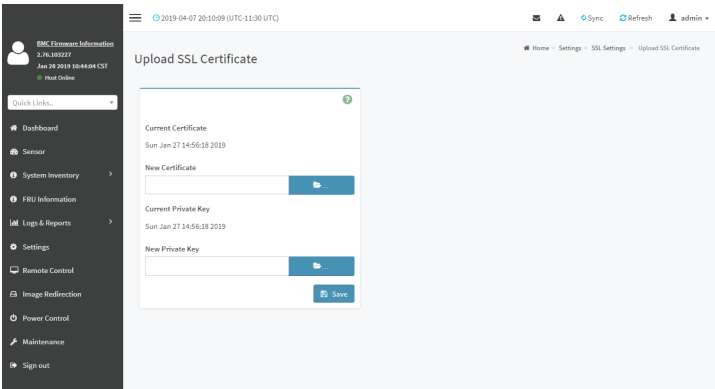 2019-04-07 20:10:09 (UTC-11:30 UTC)
Sync
Refresh
admin
BMC Firmware Information
2.76.103227
Jan 28 2019 10:44:04 CST
Host Online
Quick Links..
Dashboard
Sensor
System Inventory
FRU Information
Logs & Reports
Settings
Remote Control
Image Redirection
Power Control
Maintenance
Sign out
Upload SSL Certificate
Home - Settings - SSL Settings - Upload SSL Certificate
Current Certificate
Sun Jan 27 14:56:18 2019
New Certificate
...
Current Private Key
Sun Jan 27 14:56:18 2019
New Private Key
...
Save